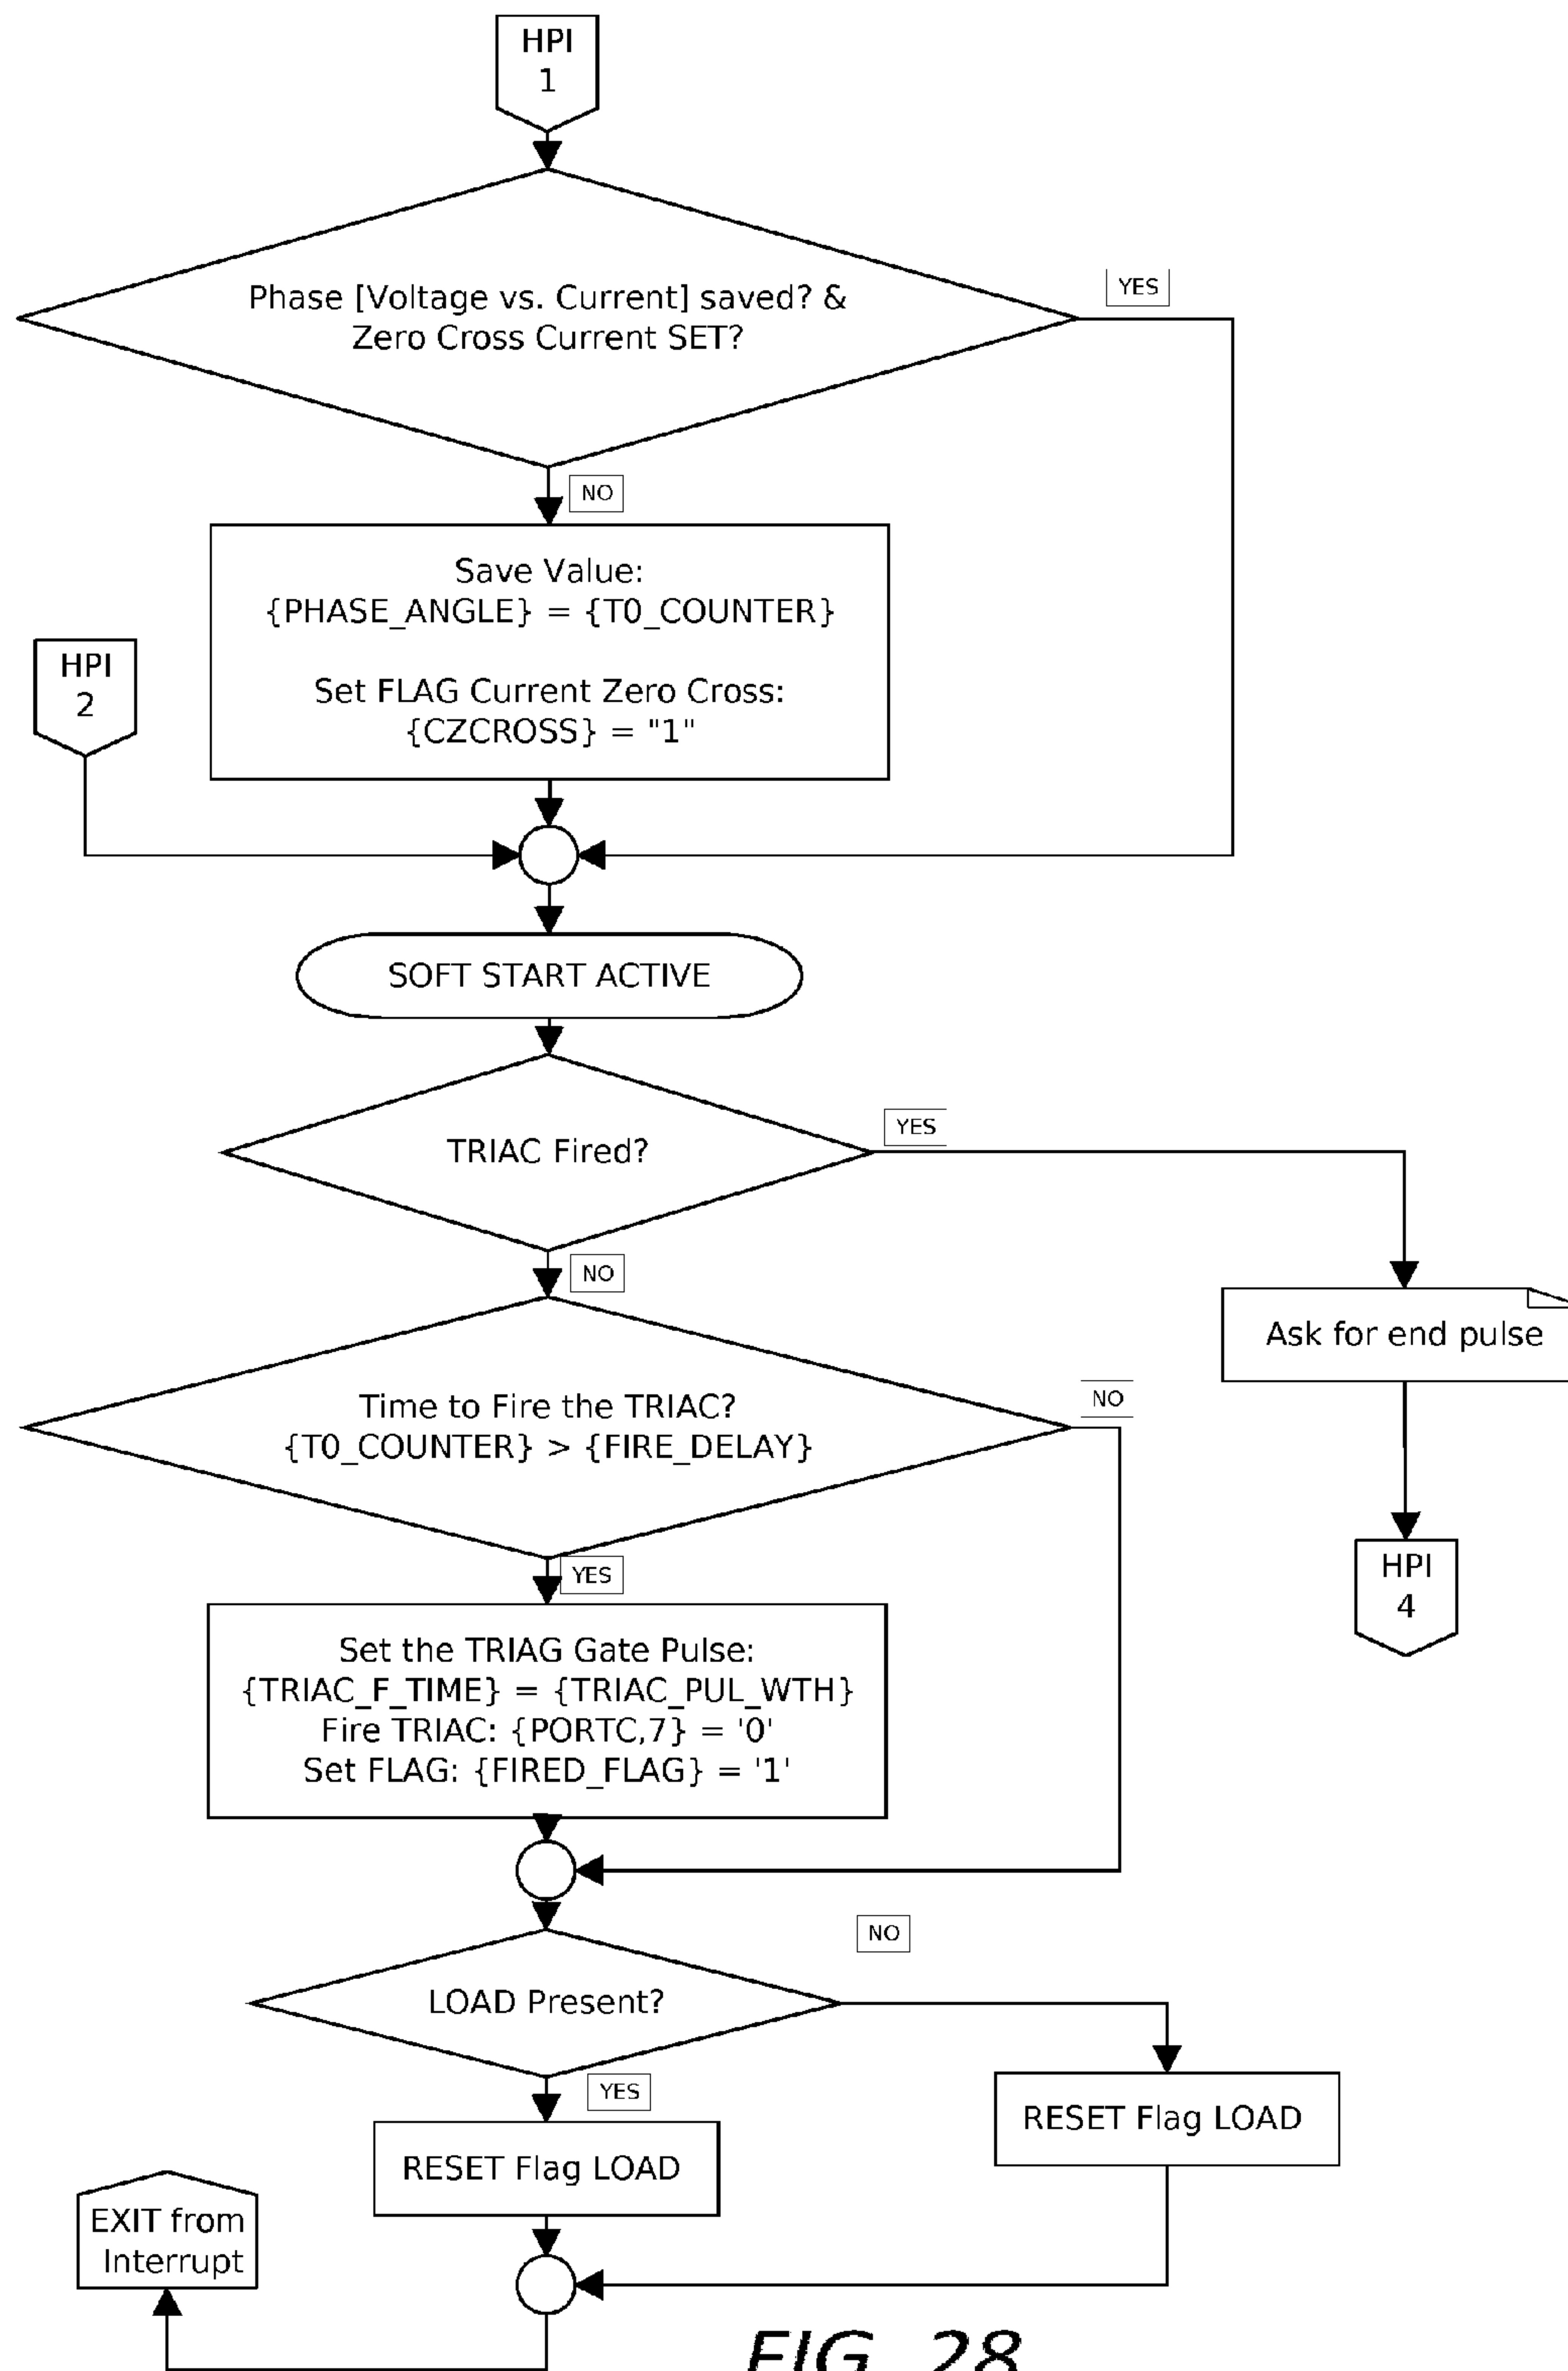 HPI
1
Phase [Voltage vs. Current] saved? &
Zero Cross Current SET?
YES
NO
Save Value:
{PHASE_ANGLE} = {T0_COUNTER}
Set FLAG Current Zero Cross:
{CZCROSS} = "1"
HPI
2
SOFT START ACTIVE
TRIAC Fired?
YES
NO
Ask for end pulse
Time to Fire the TRIAC?
{T0_COUNTER} > {FIRE_DELAY}
NO
YES
HPI
4
Set the TRIAG Gate Pulse:
{TRIAC_F_TIME} = {TRIAC_PUL_WTH}
Fire TRIAC: {PORTC,7} = '0'
Set FLAG: {FIRED_FLAG} = '1'
NO
LOAD Present?
YES
RESET Flag LOAD
RESET Flag LOAD
EXIT from
Interrupt
FIG. 28